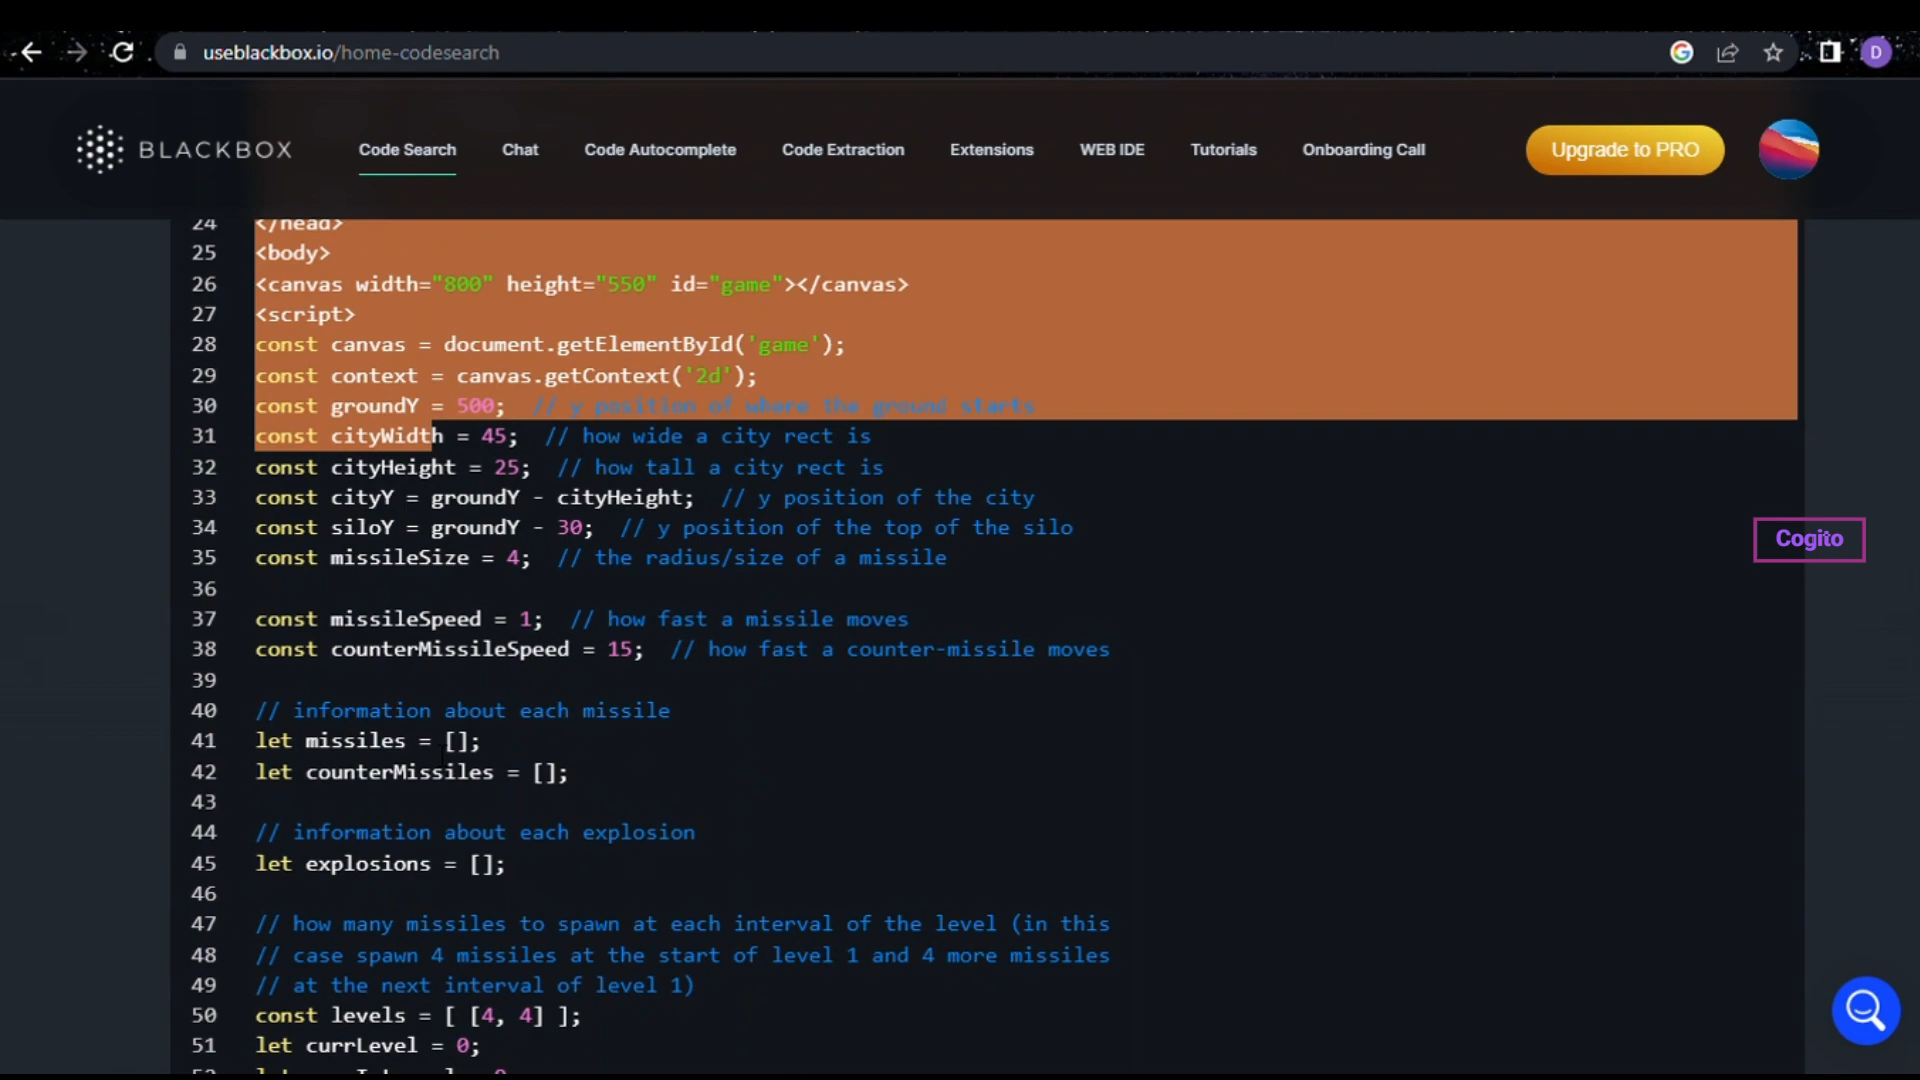 useblackbox.io/home-codesearch
D
BLACKBOX
Code Search
Chat
Code Autocomplete
Code Extraction
Extensions
WEB IDE
Tutorials
Onboarding Call
Upgrade to PRO
24 </head>
25 <body>
26 <canvas width="800" height="550" id="game"></canvas>
27 <script>
28 const canvas = document.getElementById('game');
29 const context = canvas.getContext('2d');
30 const groundY = 500;  // y position of where the ground starts
31 const cityWidth = 45;  // how wide a city rect is
32 const cityHeight = 25;  // how tall a city rect is
33 const cityY = groundY - cityHeight;  // y position of the city
34 const siloY = groundY - 30;  // y position of the top of the silo
35 const missileSize = 4;  // the radius/size of a missile
36
37 const missileSpeed = 1;  // how fast a missile moves
38 const counterMissileSpeed = 15;  // how fast a counter-missile moves
39
40 // information about each missile
41 let missiles = [];
42 let counterMissiles = [];
43
44 // information about each explosion
45 let explosions = [];
46
47 // how many missiles to spawn at each interval of the level (in this
48 // case spawn 4 missiles at the start of level 1 and 4 more missiles
49 // at the next interval of level 1)
50 const levels = [ [4, 4] ];
51 let currLevel = 0;
Cogito